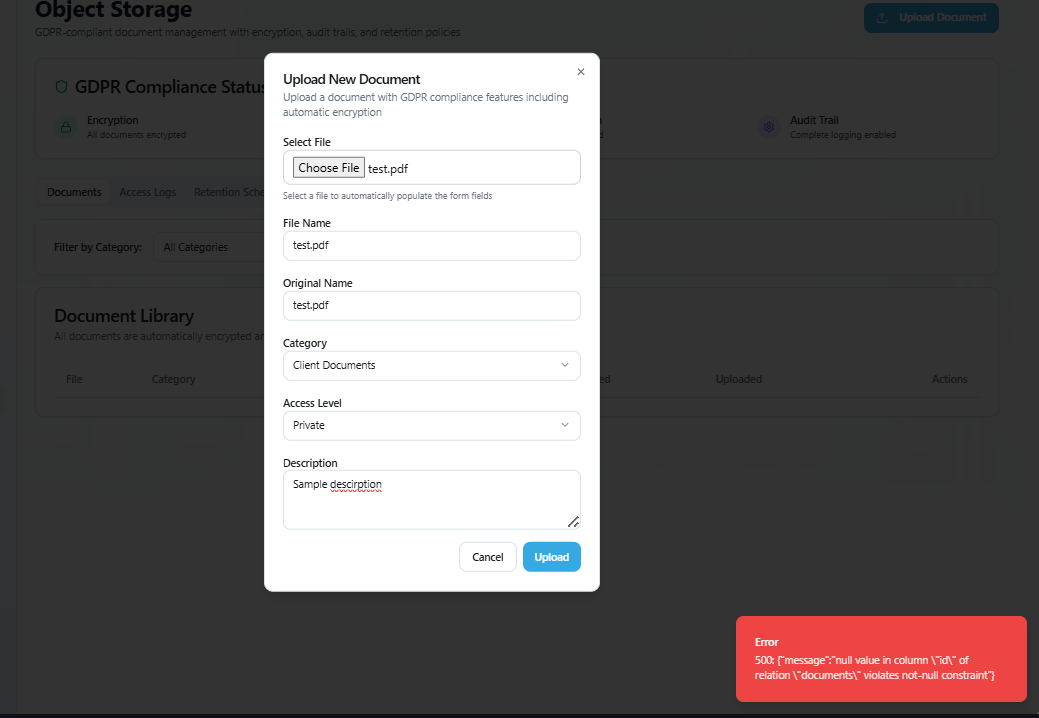 Object Storage
Upload Document
GDPR-compliant document management with encryption, audit trails, and retention policies
GDPR Compliance Status
Encryption
All documents encrypted
Audit Trail
Complete logging enabled
Documents
Access Logs
Retention Sche
Filter by Category:
All Categories
Document Library
All documents are automatically encrypted an
File
Category
ed
Uploaded
Actions
Upload New Document
Upload a document with GDPR compliance features including
automatic encryption
Select File
Choose File test.pdf
Select a file to automatically populate the form fields
File Name
test.pdf
Original Name
test.pdf
Category
Client Documents
Access Level
Private
Description
Sample descirption
Cancel
Upload
Error
500: {"message":"null value in column \"id\" of
relation \"documents\" violates not-null constraint"}